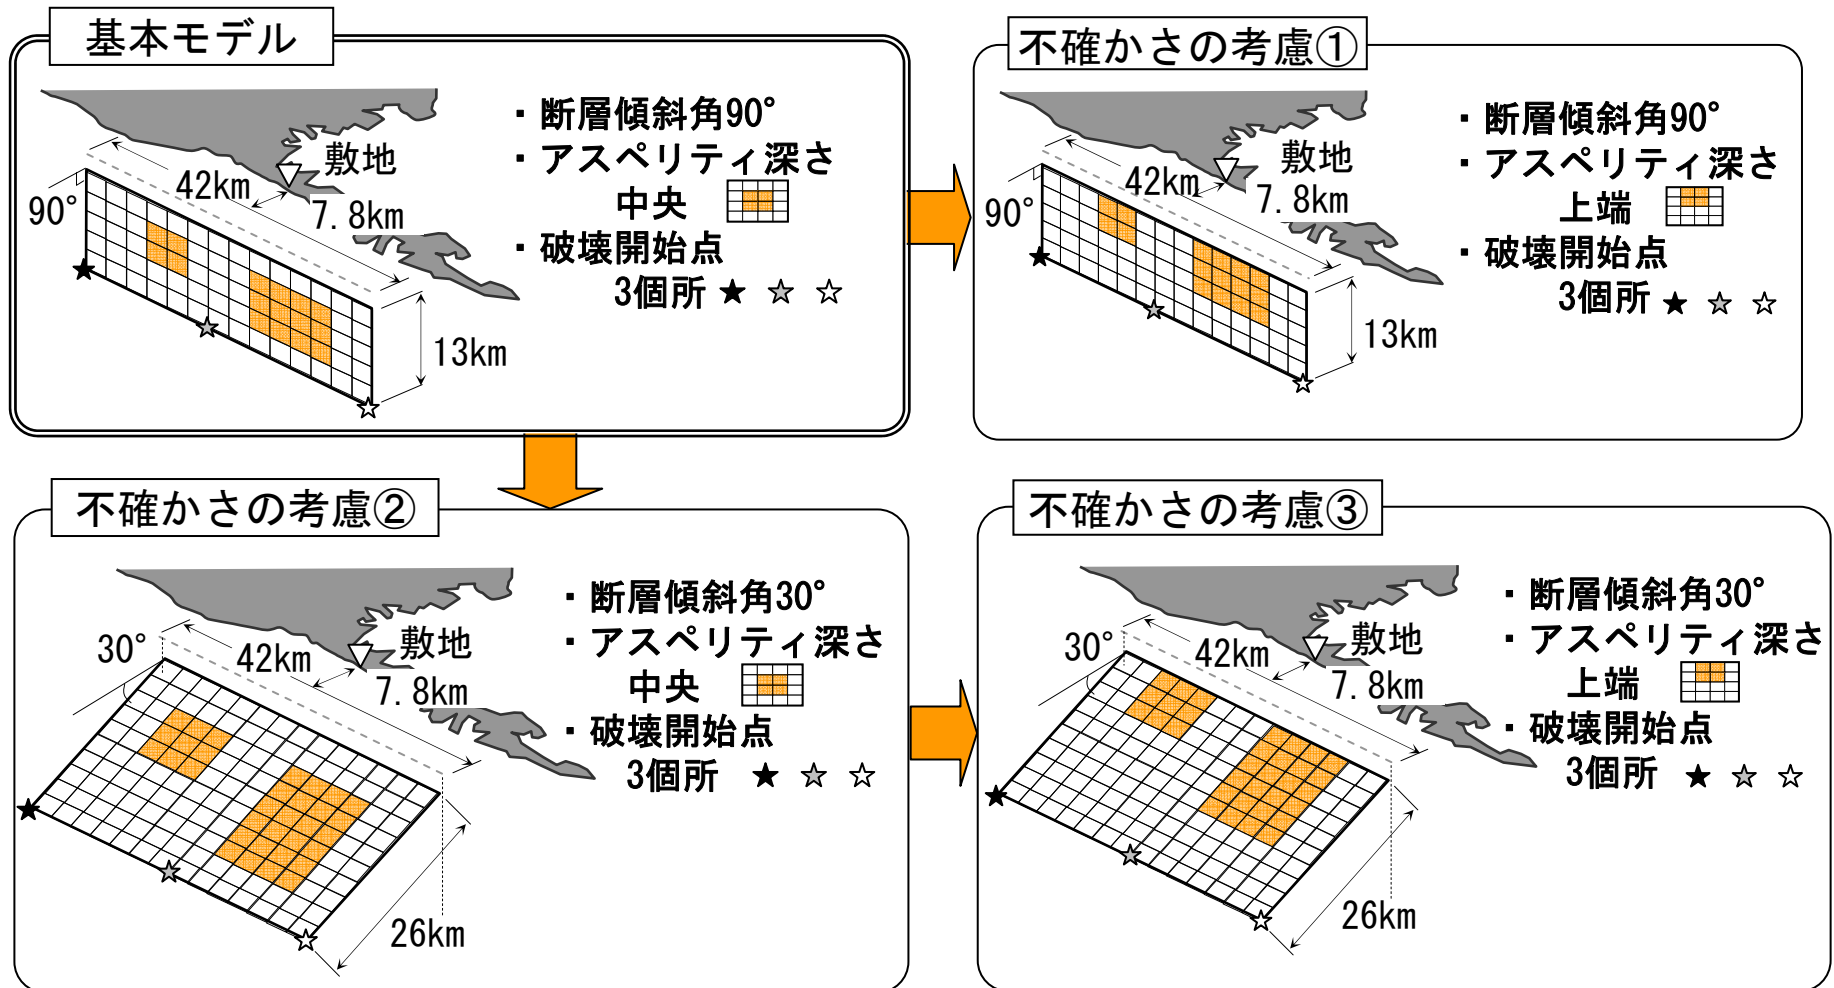 基本モデル
・断層傾斜角90°
・アスペリティ深さ
中央
・破壊開始点
3個所 ★ ☆ ☆
敷地
42km
7.8km
90°
13km
不確かさの考慮①
・断層傾斜角90°
・アスペリティ深さ
上端
・破壊開始点
3個所 ★ ☆ ☆
敷地
42km
7.8km
90°
13km
不確かさの考慮②
・断層傾斜角30°
・アスペリティ深さ
中央
・破壊開始点
3個所 ★ ☆ ☆
敷地
30°
42km
7.8km
26km
不確かさの考慮③
・断層傾斜角30°
・アスペリティ深さ
上端
・破壊開始点
3個所 ★ ☆ ☆
敷地
30°
42km
7.8km
26km